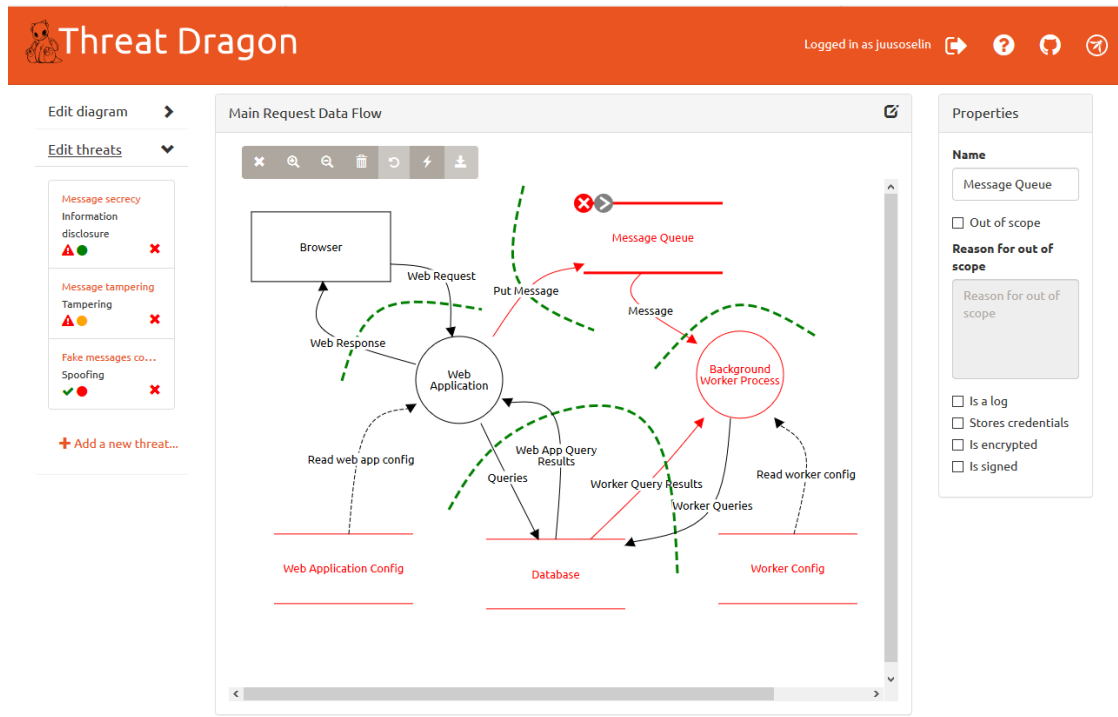 Threat Dragon
Logged in as juusoselin
Edit diagram
Edit threats
Message secrecy
Information
disclosure
Message tampering
Tampering
Fake messages co...
Spoofing
Add a new threat...
Main Request Data Flow
Browser
Message Queue
Web Request
Put Message
Message
Web Response
Web
Application
Background
Worker Process
Read web app config
Web App Query
Results
Queries
Worker Query Results
Read worker config
Worker Queries
Web Application Config
Database
Worker Config
Properties
Name
Message Queue
Out of scope
Reason for out of
scope
Reason for out of
scope
Is a log
Stores credentials
Is encrypted
Is signed